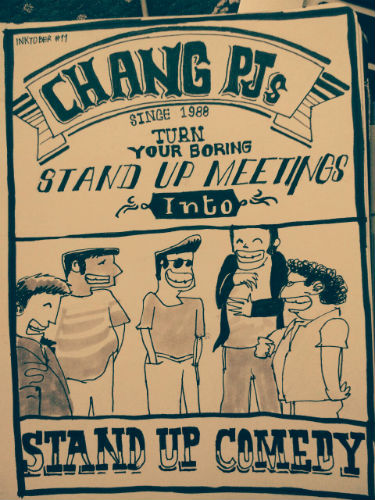 INKTOBER #11
CHANG PJs
SINCE 1988
TURN
YOUR BORING
STAND UP MEETINGS
Into
STAND UP COMEDY